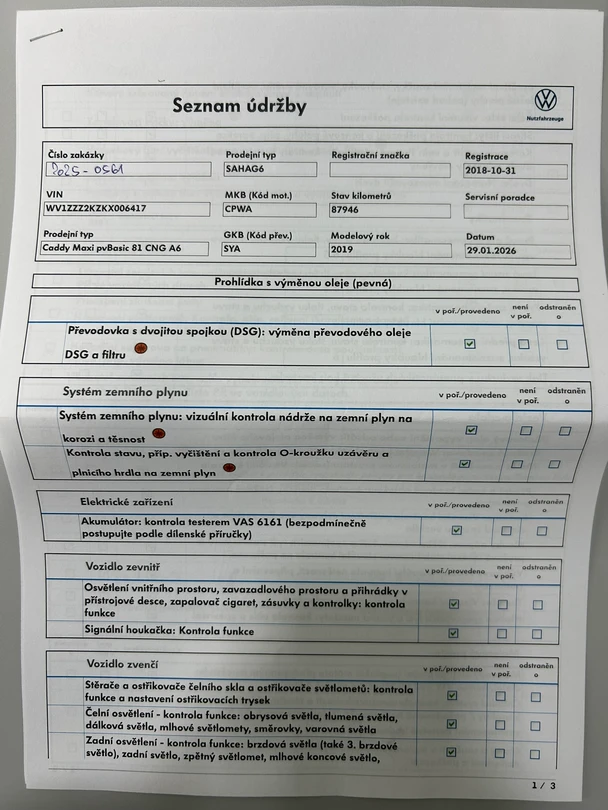 Seznam údržby
Nutzfahrzeuge
Číslo zakázky Prodejní typ Registrační značka Registrace
2025 - 0561 SAHAG6 2018-10-31
VIN MKB (Kód mot.) Stav kilometrů Servisní poradce
WV1ZZZ2KZKX006417 CPWA 87946
Prodejní typ GKB (Kód přev.) Modelový rok Datum
Caddy Maxi pvBasic 81 CNG A6 SYA 2019 29.01.2026
Prohlídka s výměnou oleje (pevná)
v poř./provedeno není v poř. odstraněno
Převodovka s dvojitou spojkou (DSG): výměna převodového oleje
DSG a filtru
Systém zemního plynu v poř./provedeno není v poř. odstraněno
Systém zemního plynu: vizuální kontrola nádrže na zemní plyn na
korozi a těsnost
Kontrola stavu, příp. vyčištění a kontrola O-kroužku uzávěru a
plnicího hrdla na zemní plyn
Elektrické zařízení v poř./provedeno není v poř. odstraněno
Akumulátor: kontrola testerem VAS 6161 (bezpodmínečně
postupujte podle dílenské příručky)
Vozidlo zevnitř v poř./provedeno není v poř. odstraněno
Osvětlení vnitřního prostoru, zavazadlového prostoru a přihrádky v
přístrojové desce, zapalovač cigaret, zásuvky a kontrolky: kontrola
funkce
Signální houkačka: Kontrola funkce
Vozidlo zvenčí v poř./provedeno není v poř. odstraněno
Stěrače a ostřikovače čelního skla a ostřikovače světlometů: kontrola
funkce a nastavení ostřikovacích trysek
Čelní osvětlení - kontrola funkce: obrysová světla, tlumená světla,
dálková světla, mlhové světlomety, směrovky, varovná světla
Zadní osvětlení - kontrola funkce: brzdová světla (také 3. brzdové
světlo), zadní světlo, zpětný světlomet, mlhové koncové světlo,
1 / 3